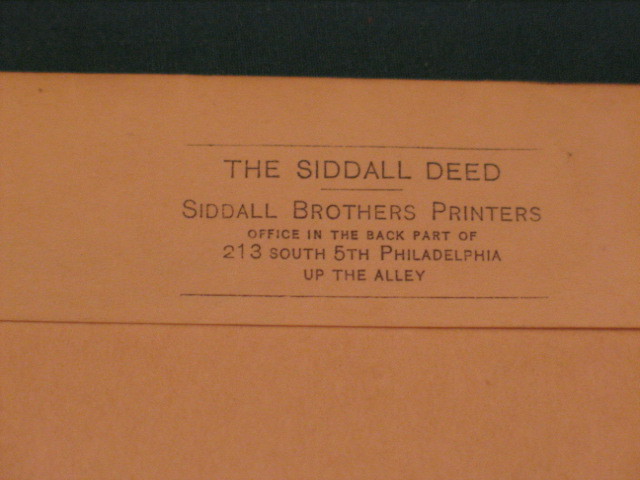 THE SIDDALL DEED
SIDDALL BROTHERS PRINTERS
OFFICE IN THE BACK PART OF
213 SOUTH 5TH PHILADELPHIA
UP THE ALLEY